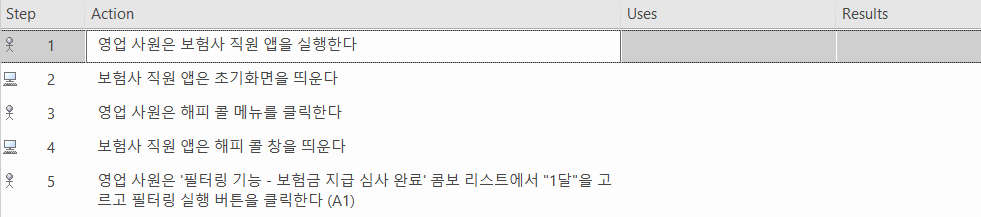 Step Action Uses Results
1 영업 사원은 보험사 직원 앱을 실행한다
2 보험사 직원 앱은 초기화면을 띄운다
3 영업 사원은 해피 콜 메뉴를 클릭한다
4 보험사 직원 앱은 해피 콜 창을 띄운다
5 영업 사원은 '필터링 기능 - 보험금 지급 심사 완료' 콤보 리스트에서 "1달"을 고
르고 필터링 실행 버튼을 클릭한다 (A1)